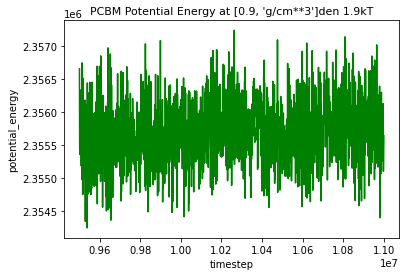 PCBM Potential Energy at [0.9, 'g/cm**3']den 1.9kT
1e6
2.3570
2.3565
2.3560
2.3555
2.3550
2.3545
potential_energy
0.96 0.98 1.00 1.02 1.04 1.06 1.08 1.10
1e7
timestep